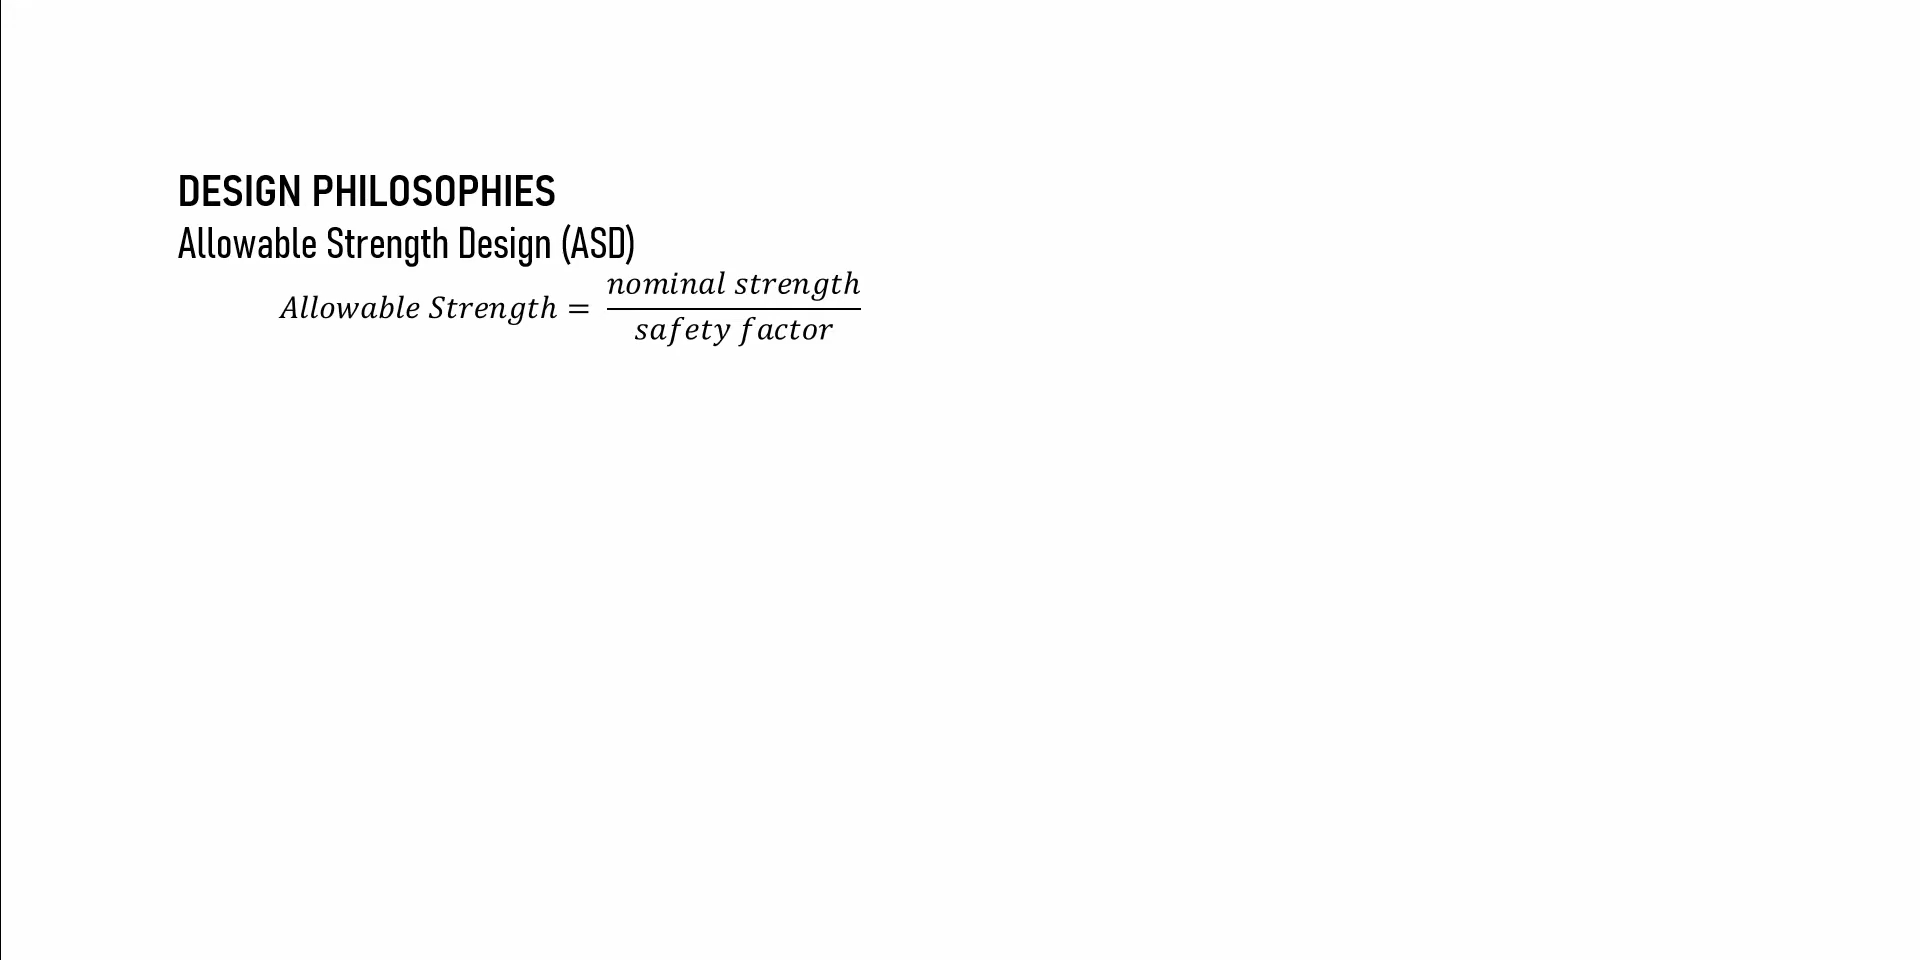 DESIGN PHILOSOPHIES
Allowable Strength Design (ASD)
Allowable Strength = nominal strength / safety factor